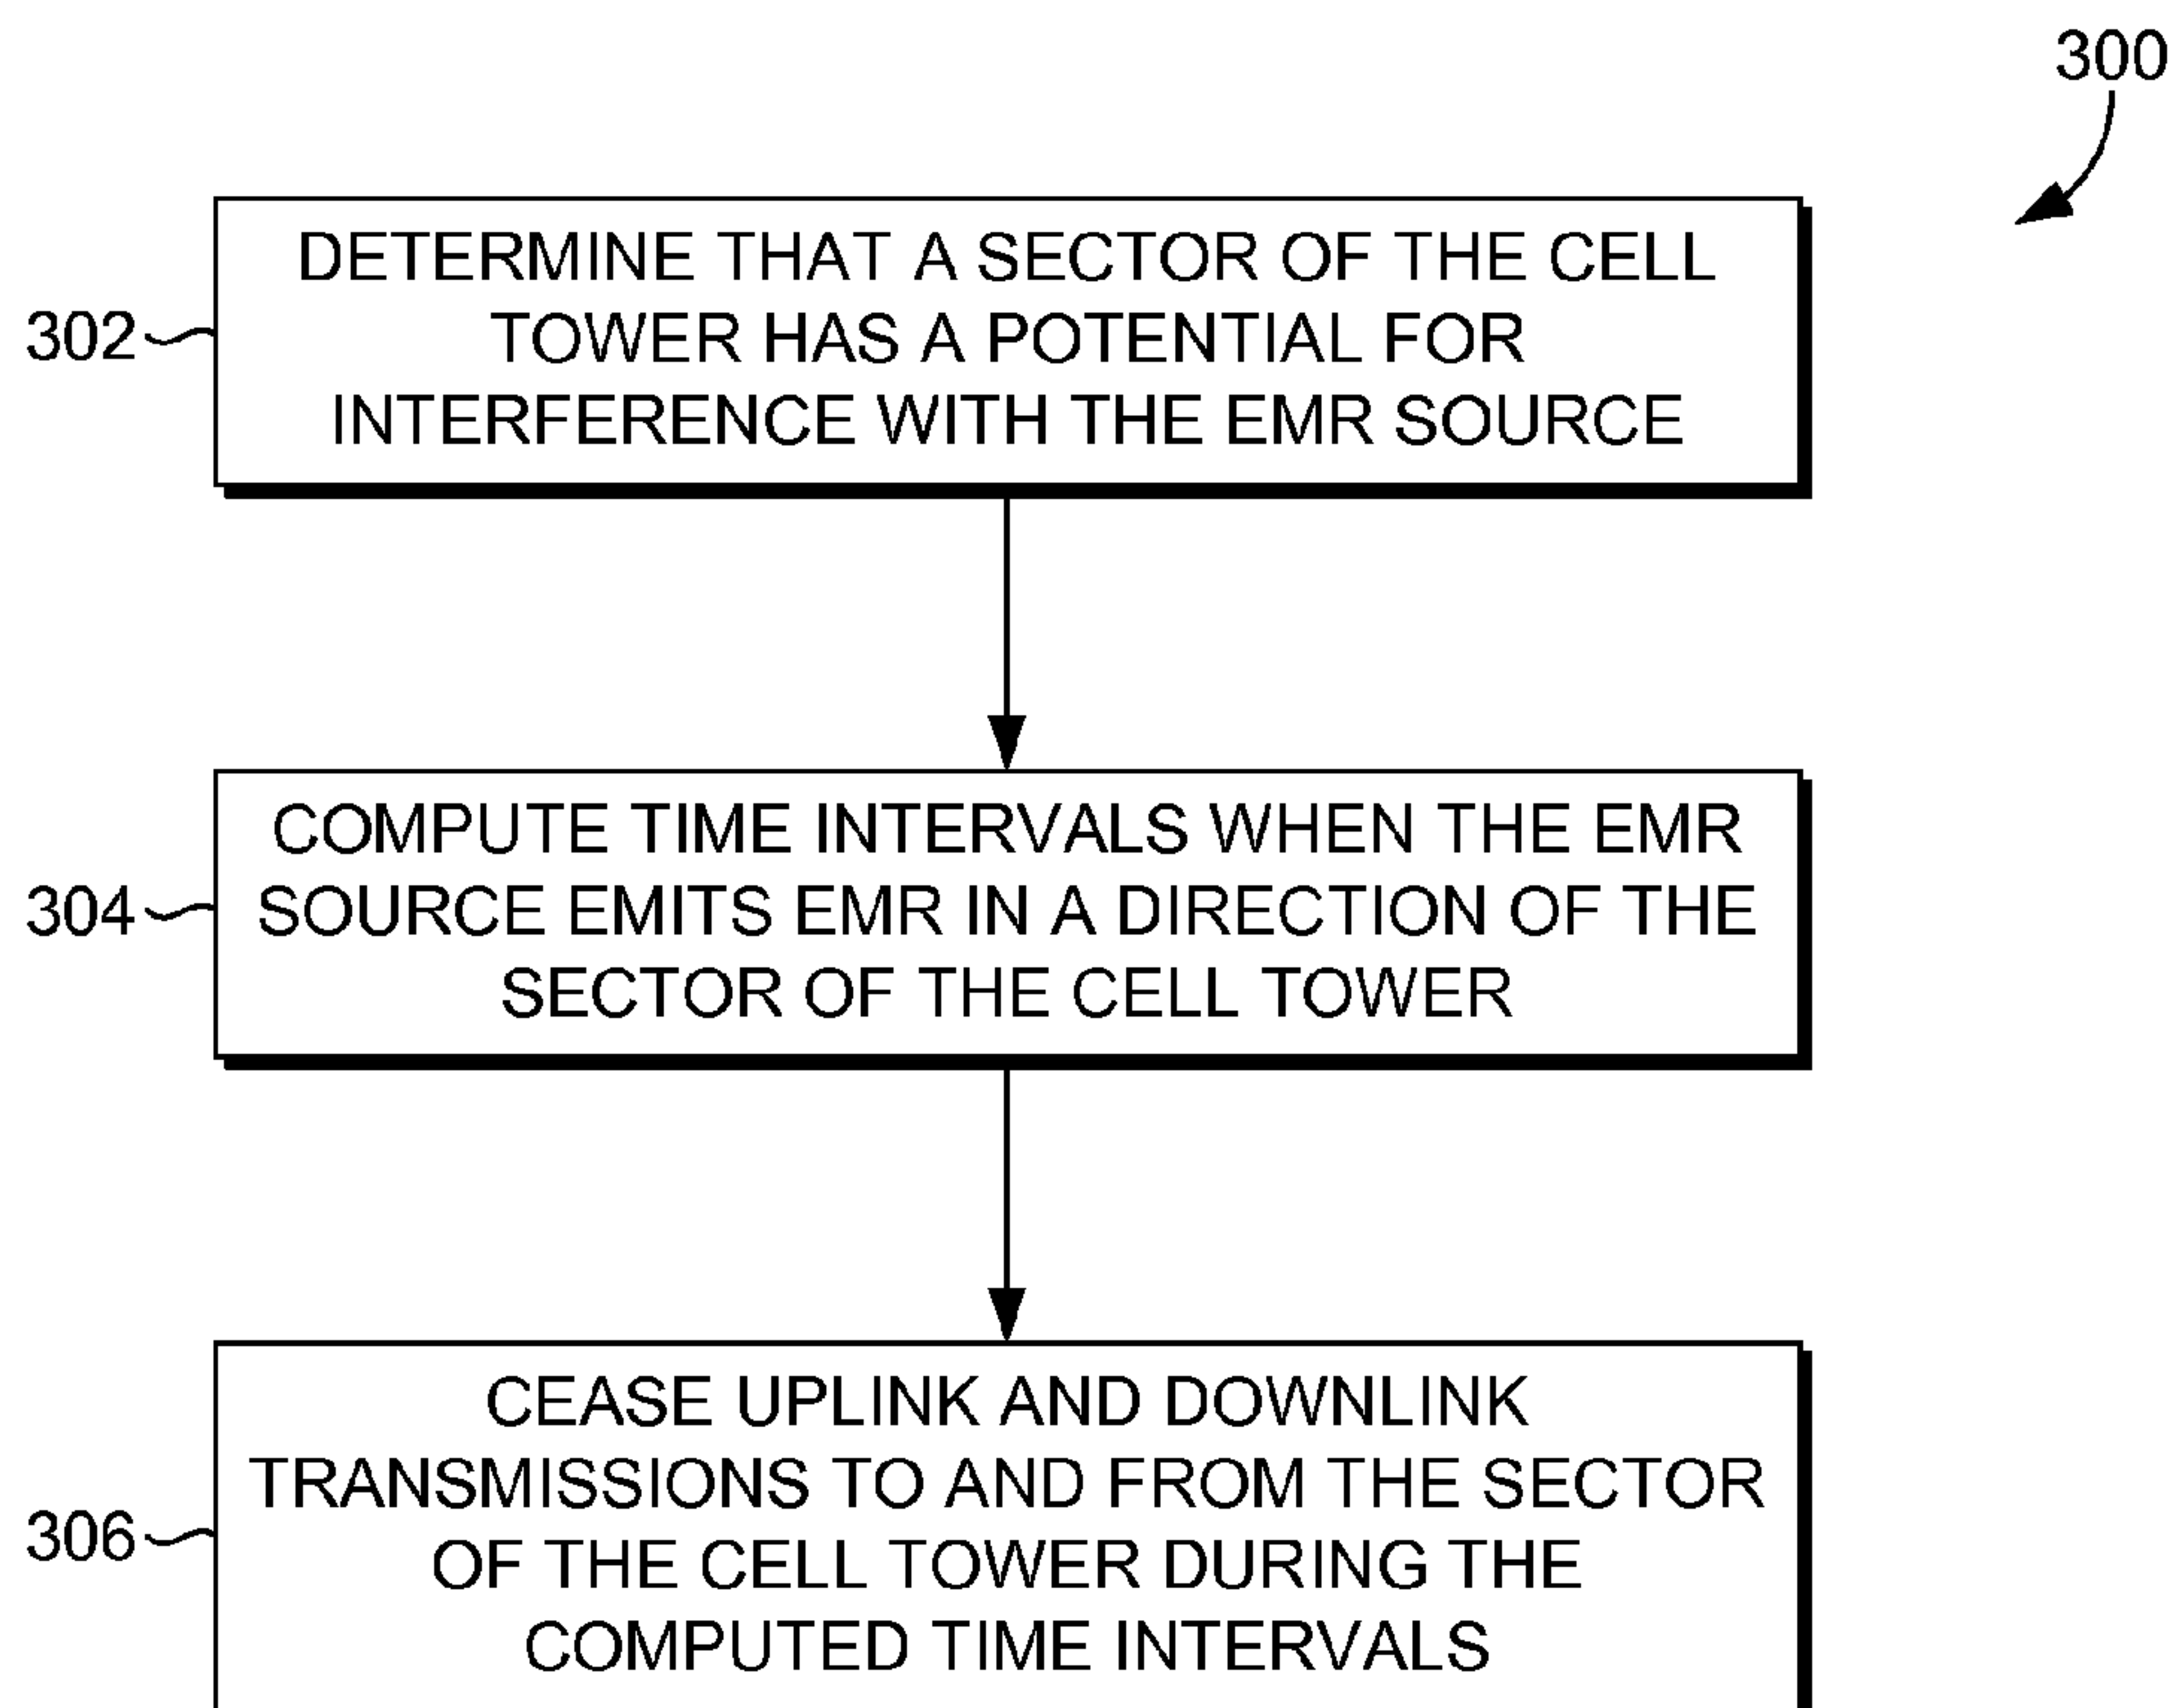 300
DETERMINE THAT A SECTOR OF THE CELL
TOWER HAS A POTENTIAL FOR
INTERFERENCE WITH THE EMR SOURCE
302
COMPUTE TIME INTERVALS WHEN THE EMR
SOURCE EMITS EMR IN A DIRECTION OF THE
SECTOR OF THE CELL TOWER
304
CEASE UPLINK AND DOWNLINK
TRANSMISSIONS TO AND FROM THE SECTOR
OF THE CELL TOWER DURING THE
COMPUTED TIME INTERVALS
306